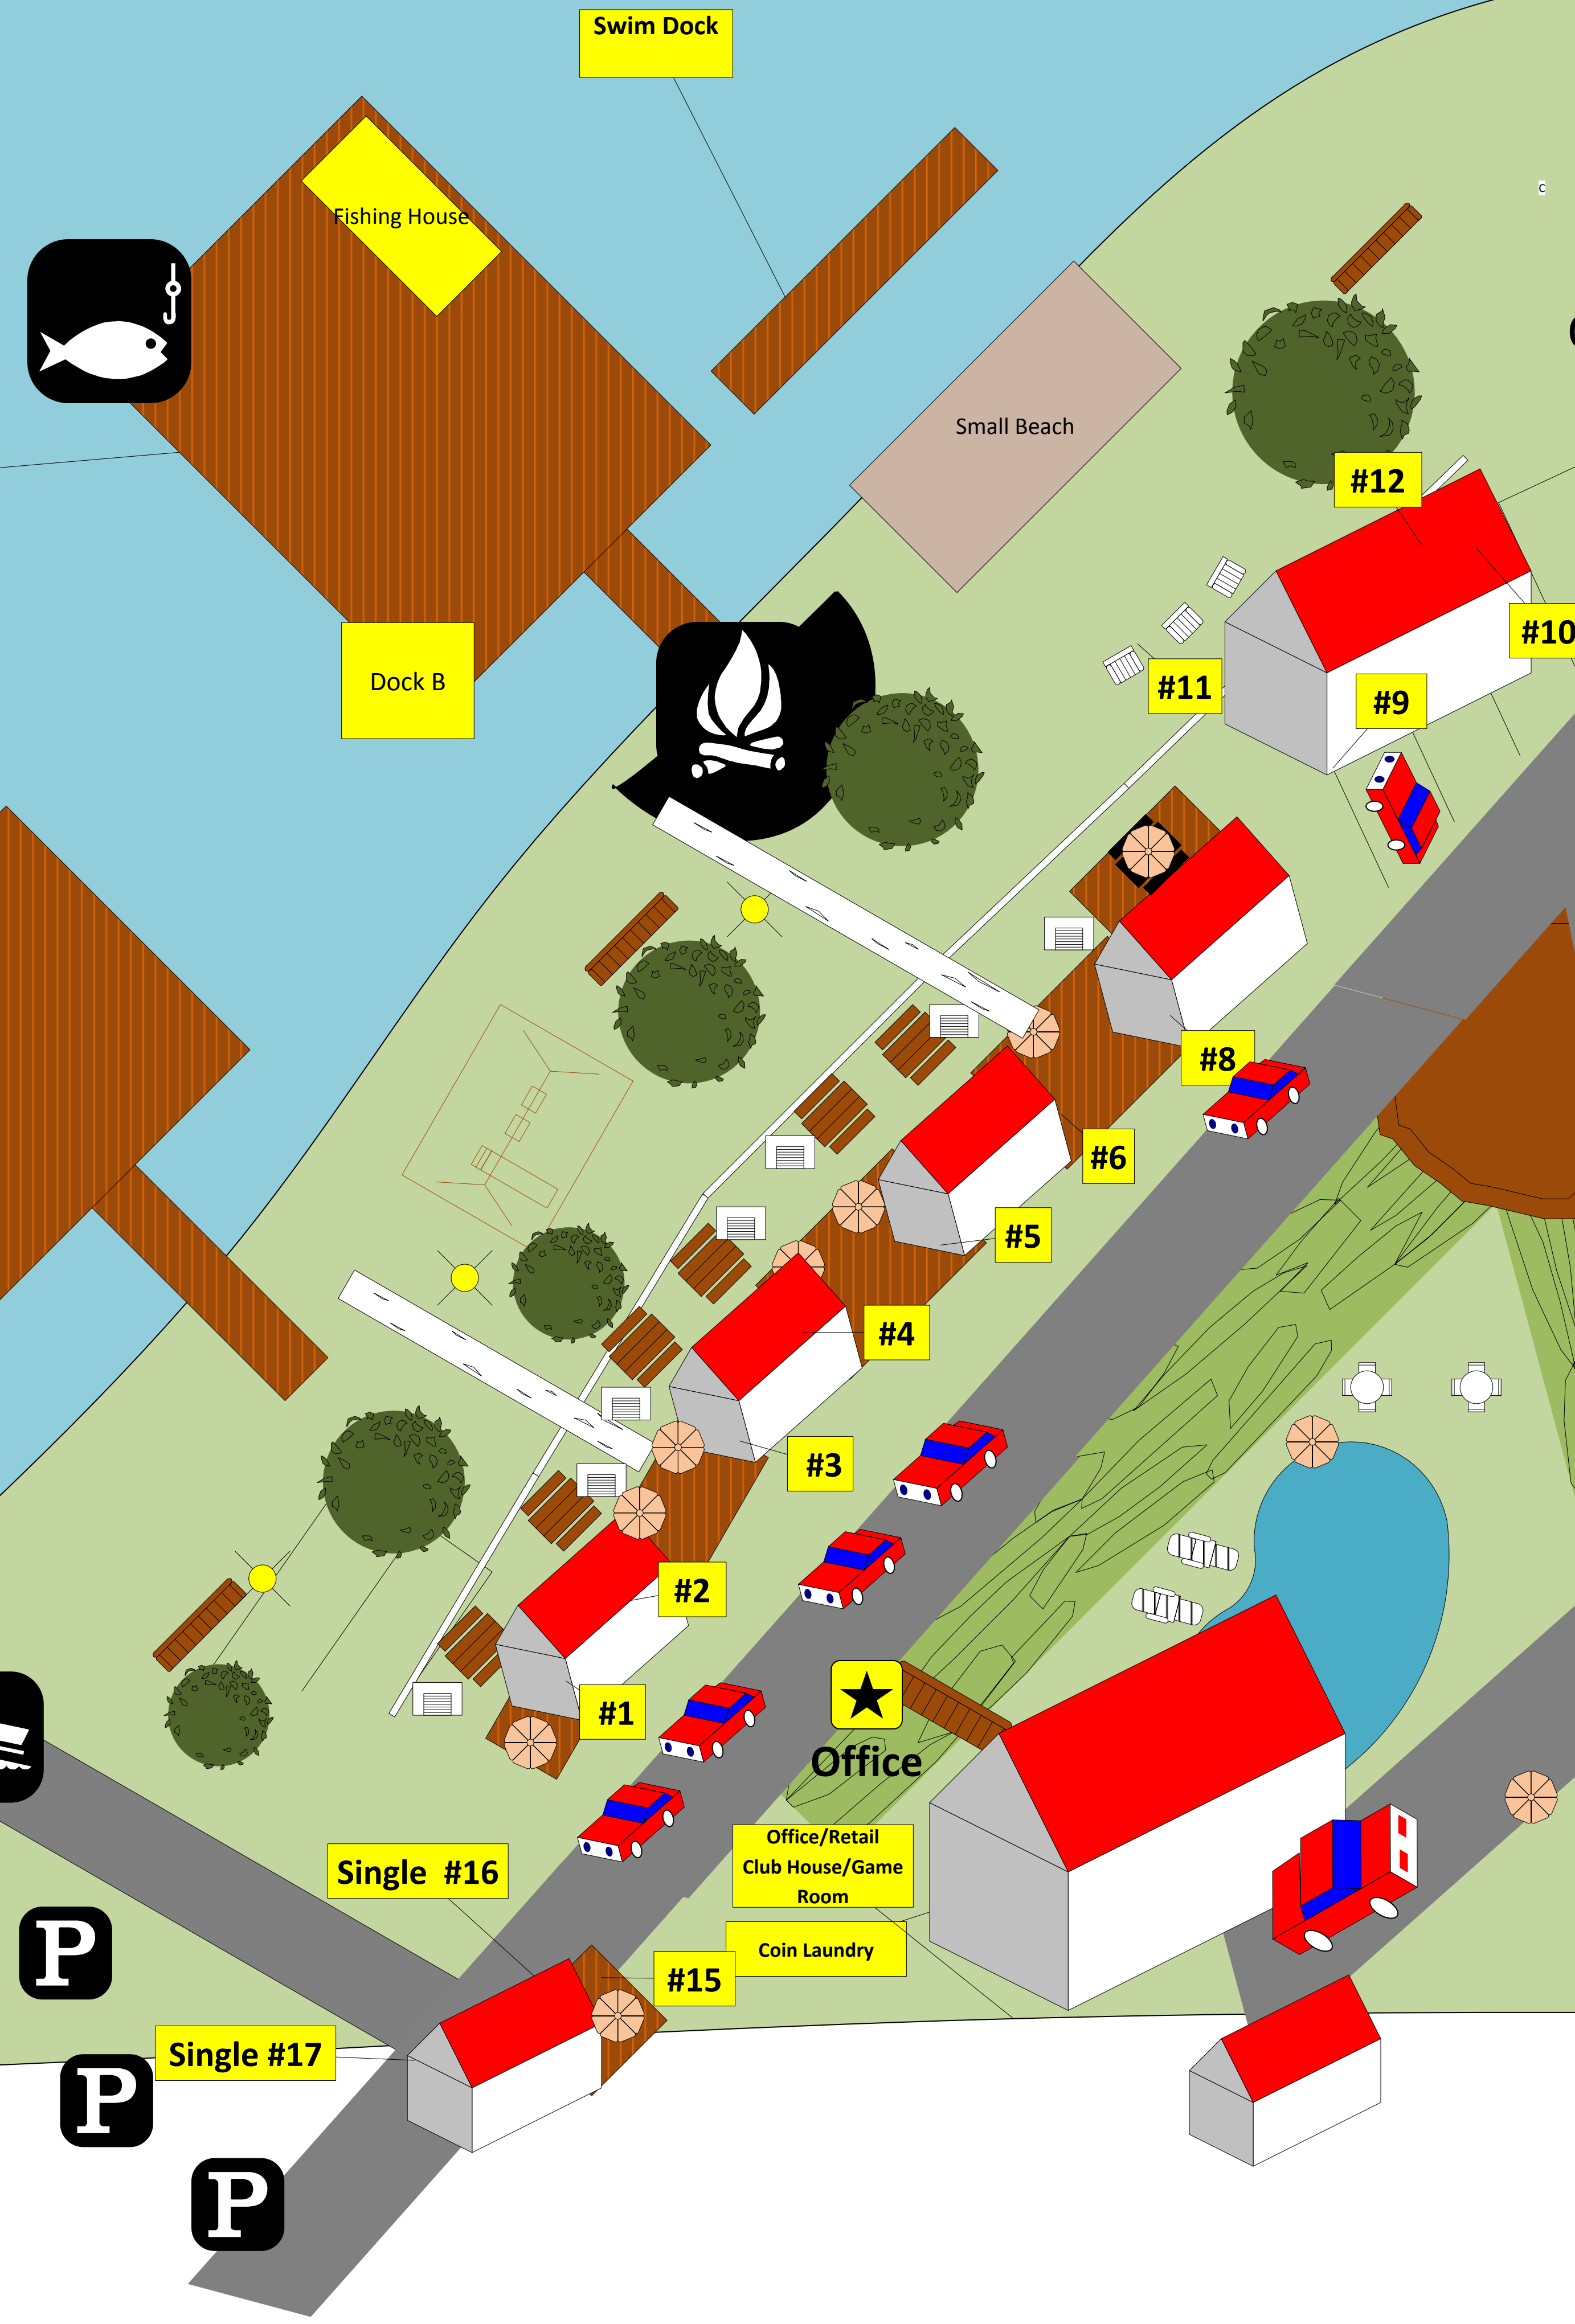 Swim Dock
c
Fishing House
Small Beach
#12
#10
Dock B
#11
#9
#8
#6
#5
#4
#3
#2
#1
Office
Office/Retail
Club House/Game
Room
Single  #16
Coin Laundry
#15
P
Single #17
P
P